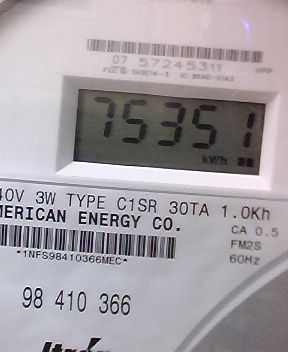 07 57245311
75351
kWh
40V 3W TYPE C1SR 30TA 1.0Kh
MERICAN ENERGY CO.
CA 0.5
FM2S
60Hz
*1NFS98410366MEC*
98 410 366
Itron